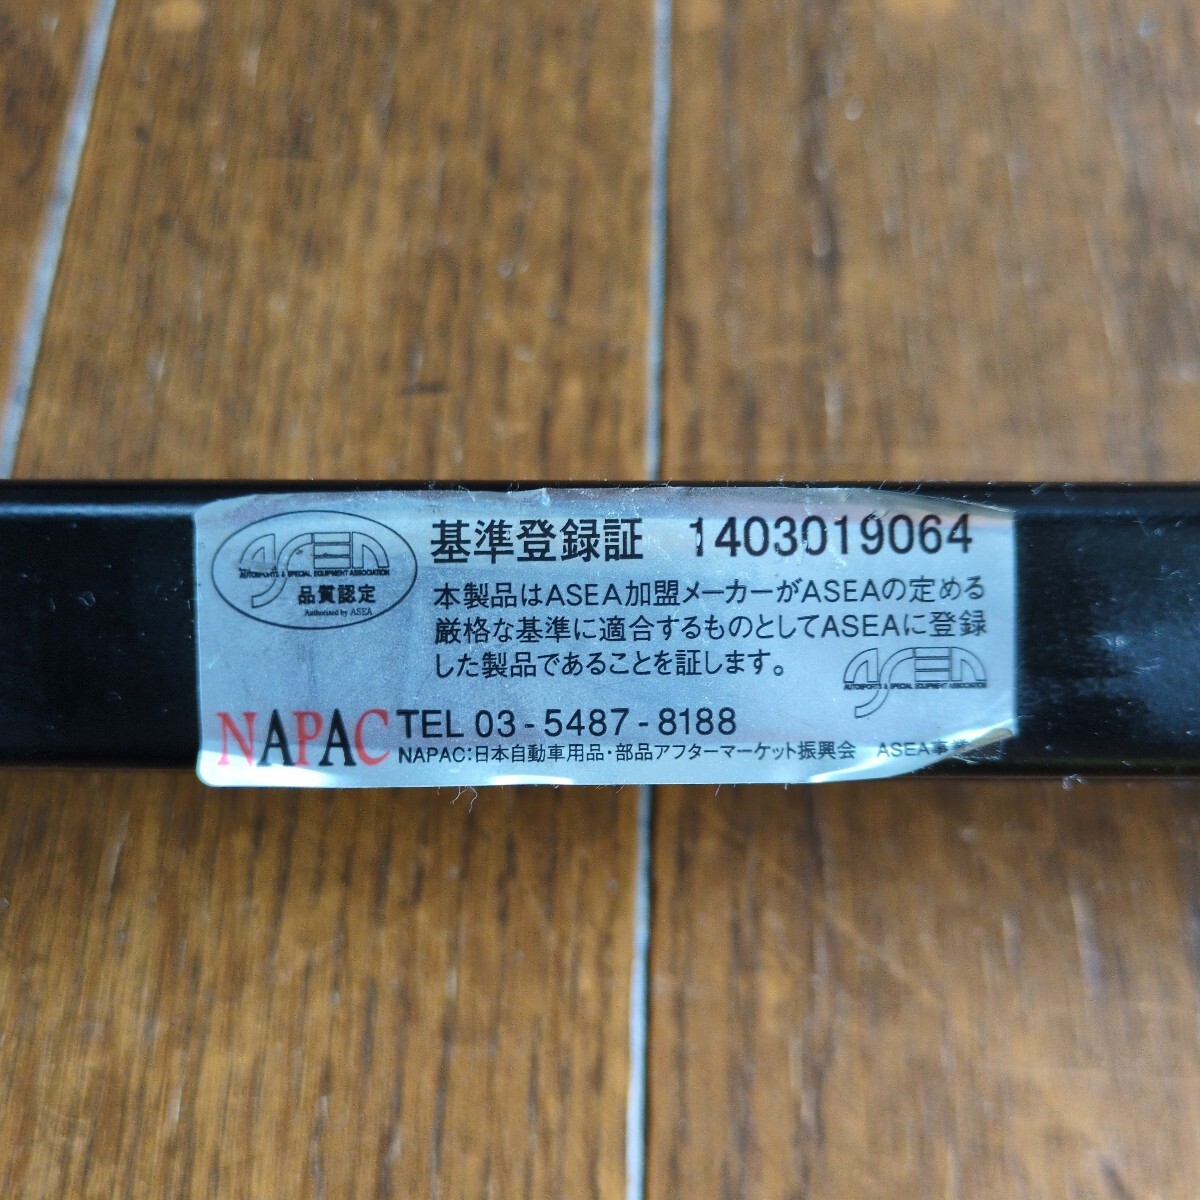 ASEA
AUTOSPORTS & SPECIAL EQUIPMENT ASSOCIATION
品質認定
Authorized by ASEA
基準登録証 1403019064
本製品はASEA加盟メーカーがASEAの定める
厳格な基準に適合するものとしてASEAに登録
した製品であることを証します。
ASEA
AUTOSPORTS & SPECIAL EQUIPMENT ASSOCIATION
NAPAC TEL 03-5487-8188
NAPAC:日本自動車用品・部品アフターマーケット振興会 ASEA事業